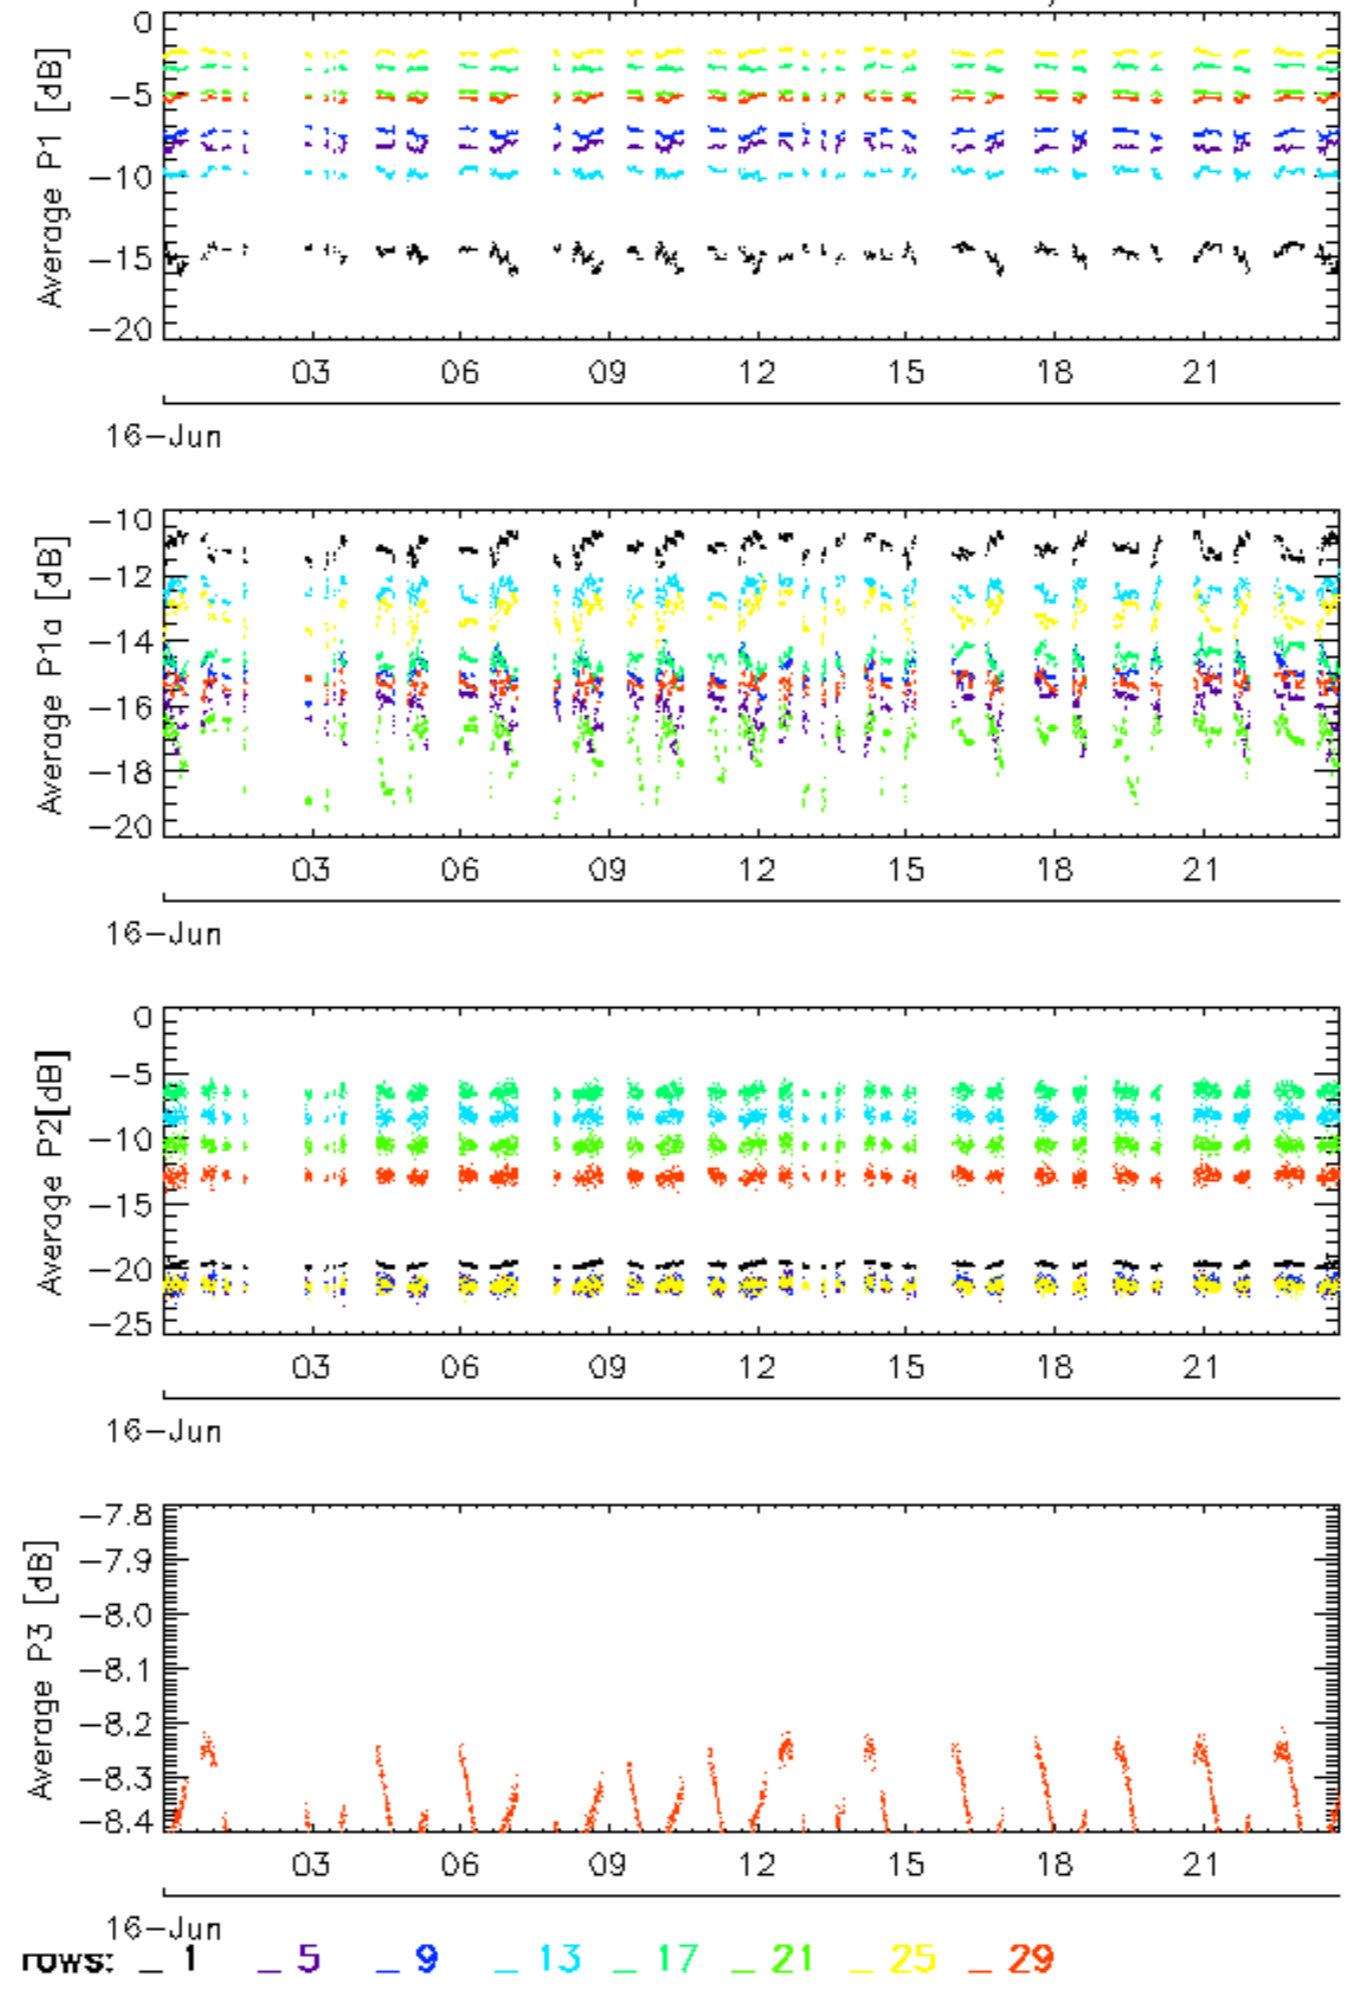 0
−5
−10
−15
−20
Average P1 [dB]
03 06 09 12 15 18 21
16−Jun
−10
−12
−14
−16
−18
−20
Average P1a [dB]
03 06 09 12 15 18 21
16−Jun
0
−5
−10
−15
−20
−25
Average P2[dB]
03 06 09 12 15 18 21
16−Jun
−7.8
−7.9
−8.0
−8.1
−8.2
−8.3
−8.4
Average P3 [dB]
03 06 09 12 15 18 21
16−Jun
rows: _ 1 _ 5 _ 9 _ 13 _ 17 _ 21 _ 25 _ 29